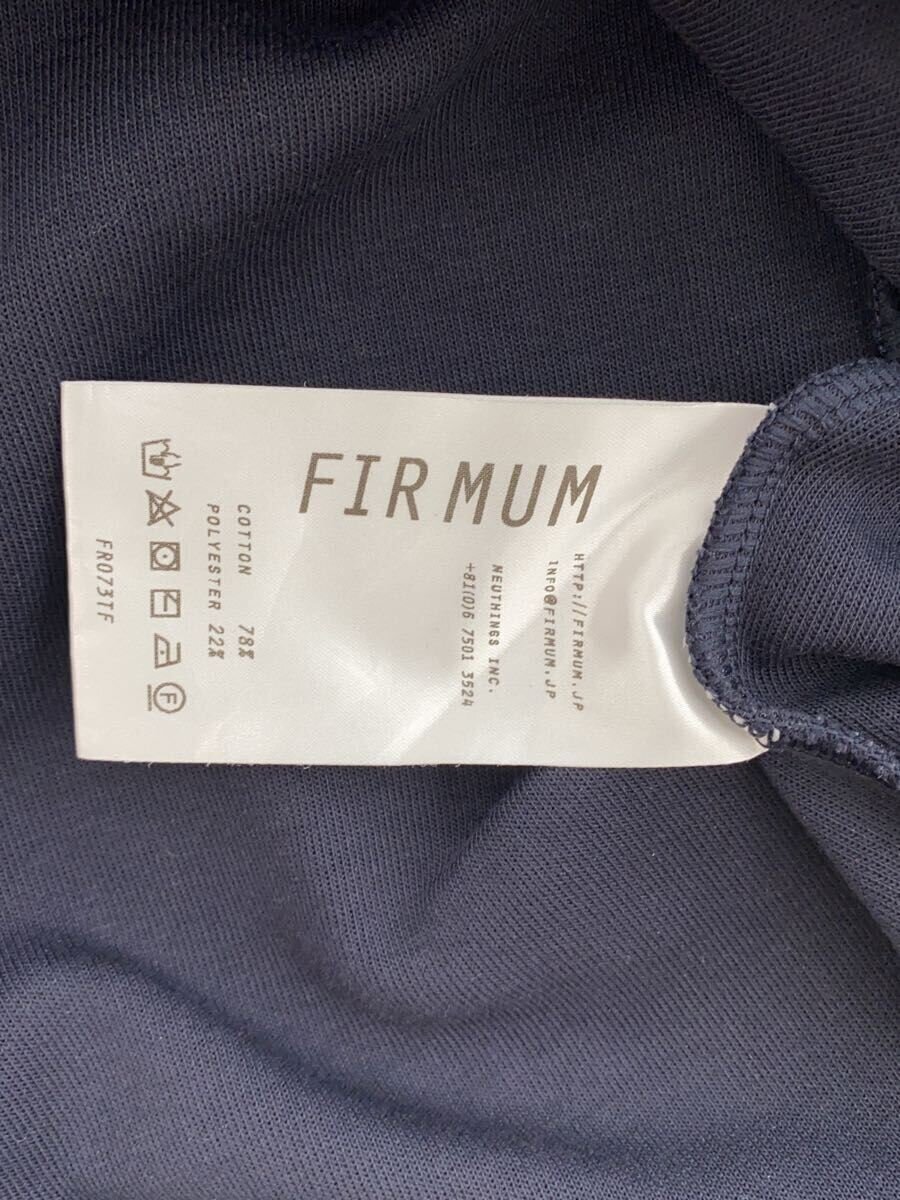 FIRMUM
HTTP://FIRMUM.JP
INFO@FIRMUM.JP
NEUTHINGS INC.
+81(0)6 7501 3524
COTTON 78%
POLYESTER 22%
F
FR073TF